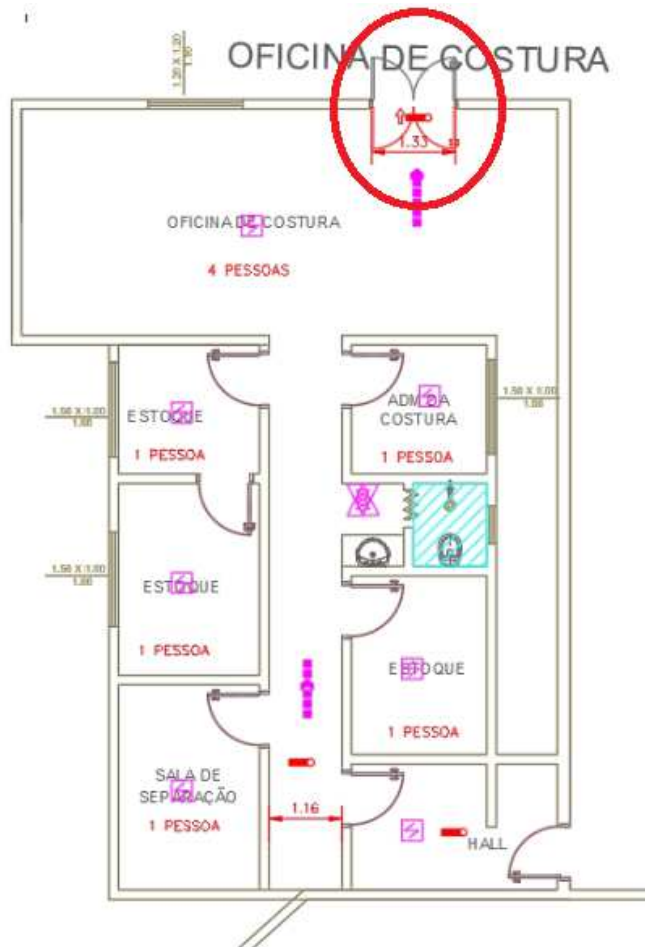 1.20 X 1.20
1.10
OFICINA DE COSTURA
1.33
OFICINA DE COSTURA
4 PESSOAS
1.50 X 1.00
1.00
ESTOQUE
1 PESSOA
ADM DA
COSTURA
1 PESSOA
1.50 X 1.00
1.00
1.50 X 1.00
1.00
ESTOQUE
1 PESSOA
ESTOQUE
1 PESSOA
SALA DE
SEPARAÇÃO
1 PESSOA
1.16
HALL